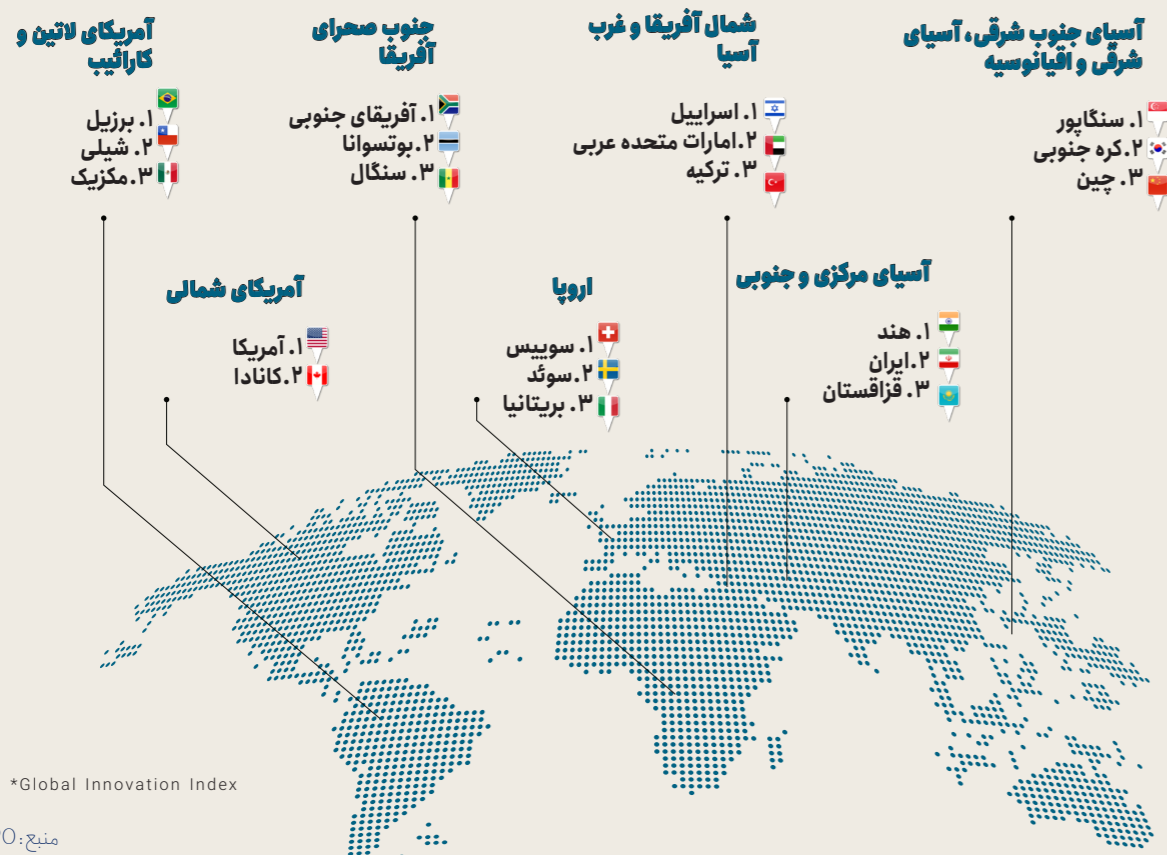 آسیای جنوب شرقی، آسیای
شرقی و اقیانوسیه
۱. سنگاپور
۲.کره جنوبی
۳. چین
شمال آفریقا و غرب
آسیا
۱. اسراییل
۲.امارات متحده عربی
۳. ترکیه
جنوب صحرای
آفریقا
۱. آفریقای جنوبی
۲.بوتسوانا
۳. سنگال
آمریکای لاتین و
کارائیب
۱. برزیل
۲. شیلی
۳.مکزیک
آسیای مرکزی و جنوبی
۱. هند
۲.ایران
۳. قزاقستان
اروپا
۱. سوییس
۲.سوئد
۳. بریتانیا
آمریکای شمالی
۱. آمریکا
۲.کانادا
*Global Innovation Index
منبع: